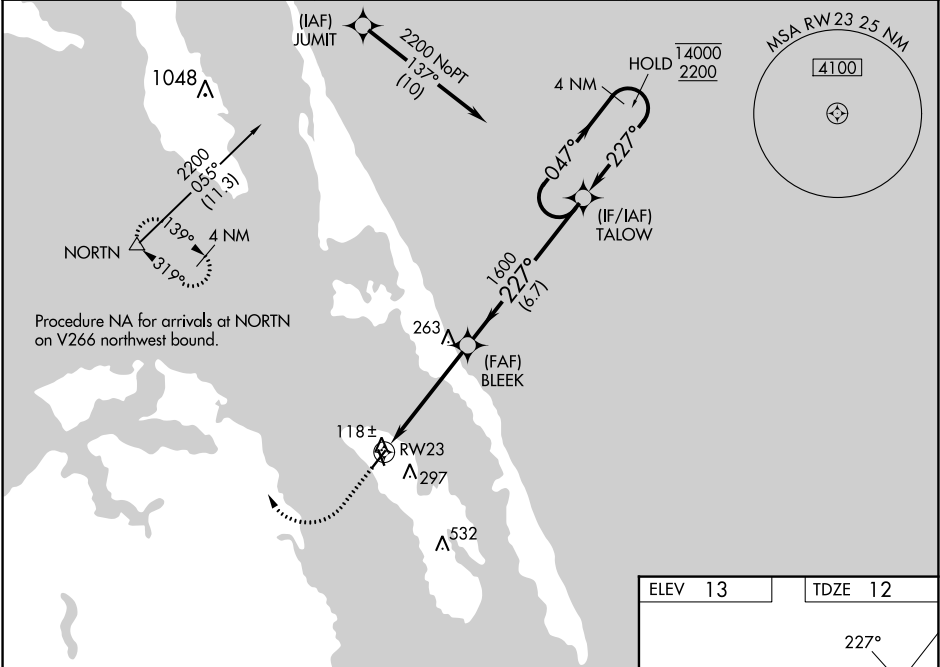 (IAF)
JUMIT
2200 NoPT
137°
(10)
1048
HOLD
14000
2200
4 NM
047°
227°
MSA RW 23 25 NM
4100
2200
055°
(11.3)
NORTN
139°
4 NM
319°
(IF/IAF)
TALOW
1600
227°
(6.7)
Procedure NA for arrivals at NORTN
on V266 northwest bound.
263
(FAF)
BLEEK
118±
RW23
297
532
ELEV 13
TDZE 12
227°